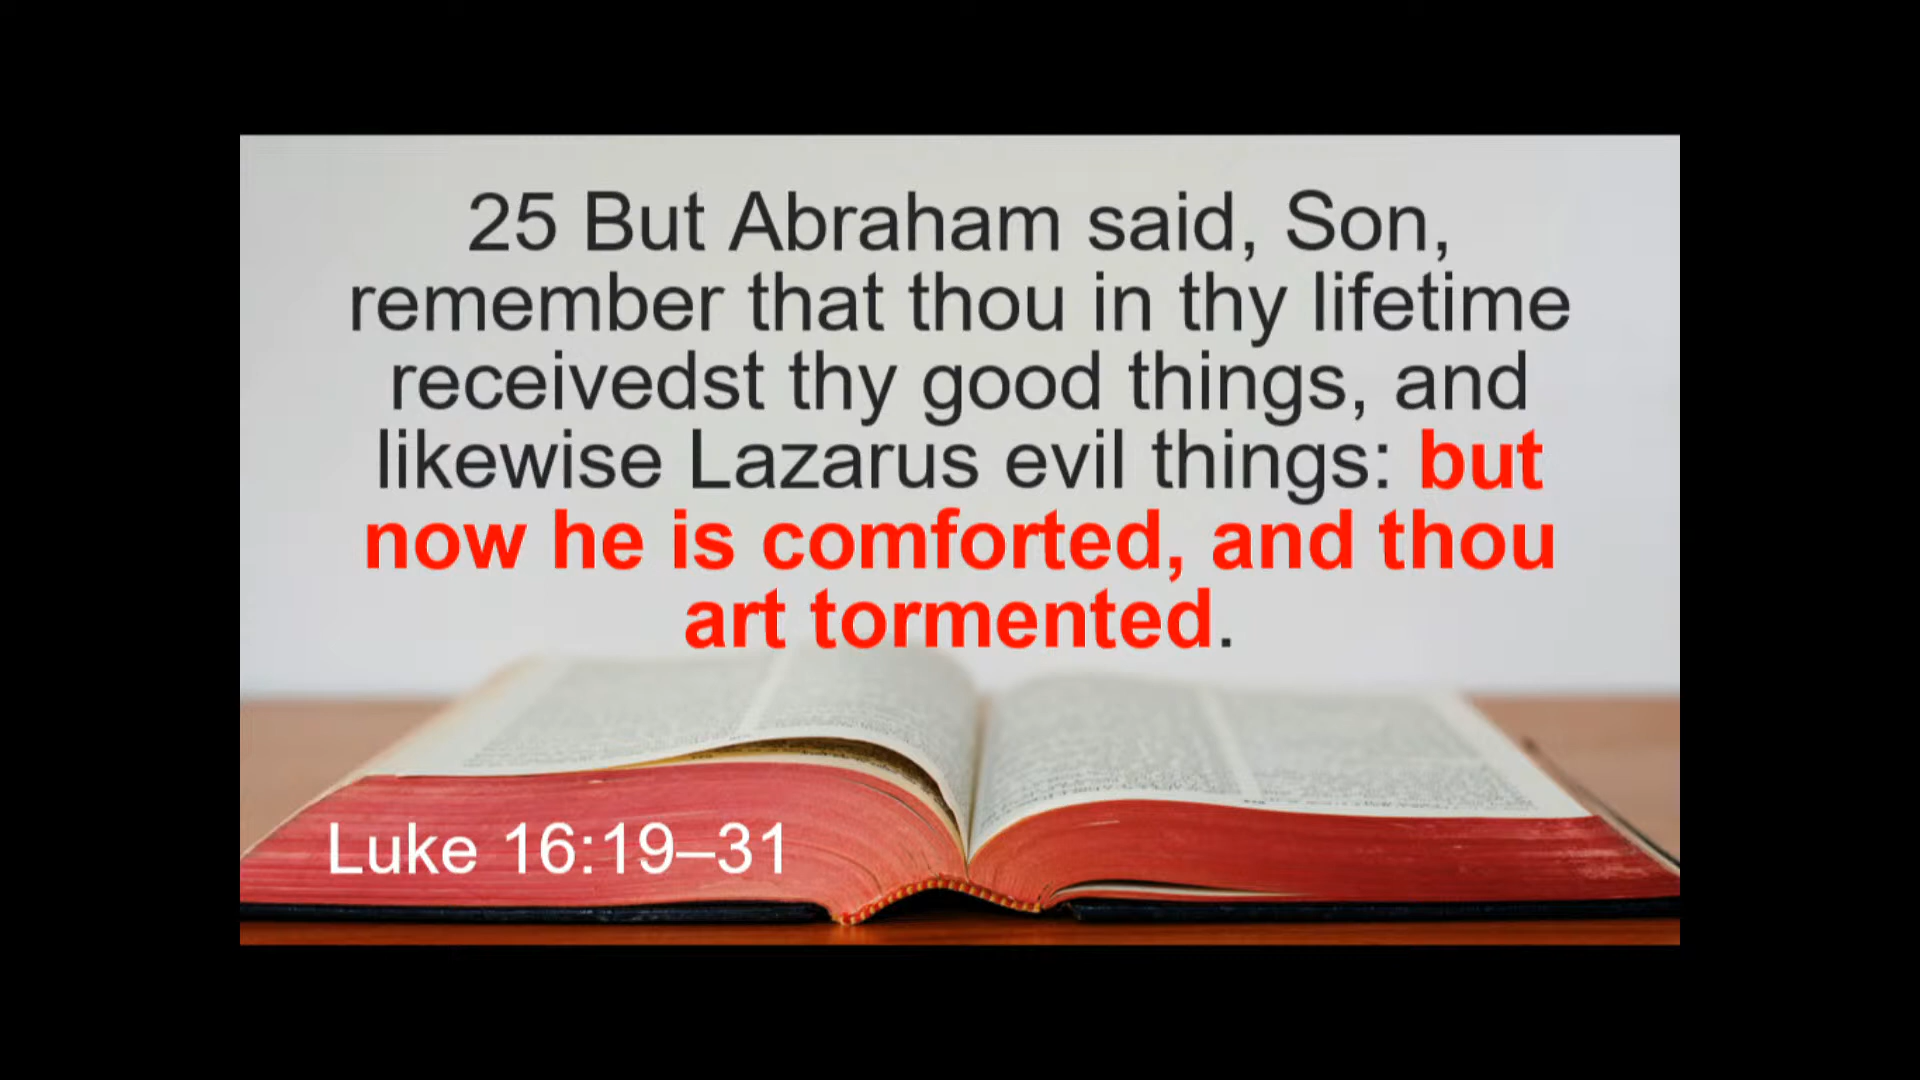 25 But Abraham said, Son,
remember that thou in thy lifetime
receivedst thy good things, and
likewise Lazarus evil things: but
now he is comforted, and thou
art tormented.
Luke 16:19–31